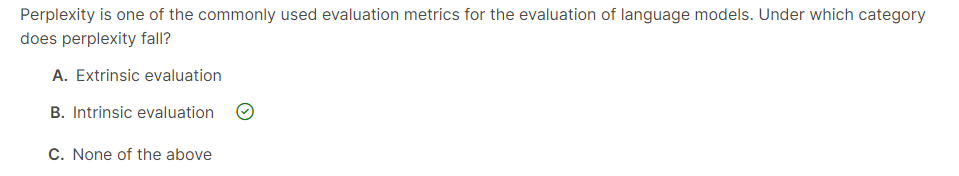 Perplexity is one of the commonly used evaluation metrics for the evaluation of language models. Under which category
does perplexity fall?
A. Extrinsic evaluation
B. Intrinsic evaluation
C. None of the above